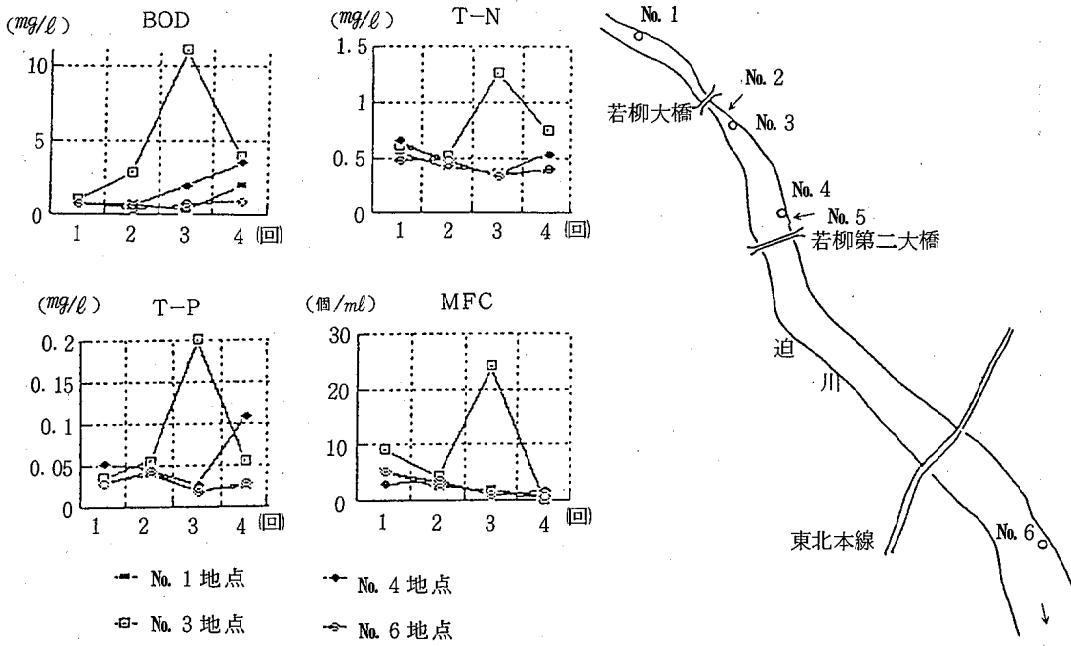 (mg/ℓ) BOD
10
5
0
1 2 3 4 (回)
(mg/ℓ) T-N
1.5
1
0.5
0
1 2 3 4 (回)
(mg/ℓ) T-P
0.2
0.15
0.1
0.05
0
1 2 3 4 (回)
(個/mℓ) MFC
30
20
10
0
1 2 3 4 (回)
No. 1 地点
No. 3 地点
No. 4 地点
No. 6 地点
No. 1
No. 2
若柳大橋
No. 3
No. 4
No. 5
若柳第二大橋
迫川
東北本線
No. 6